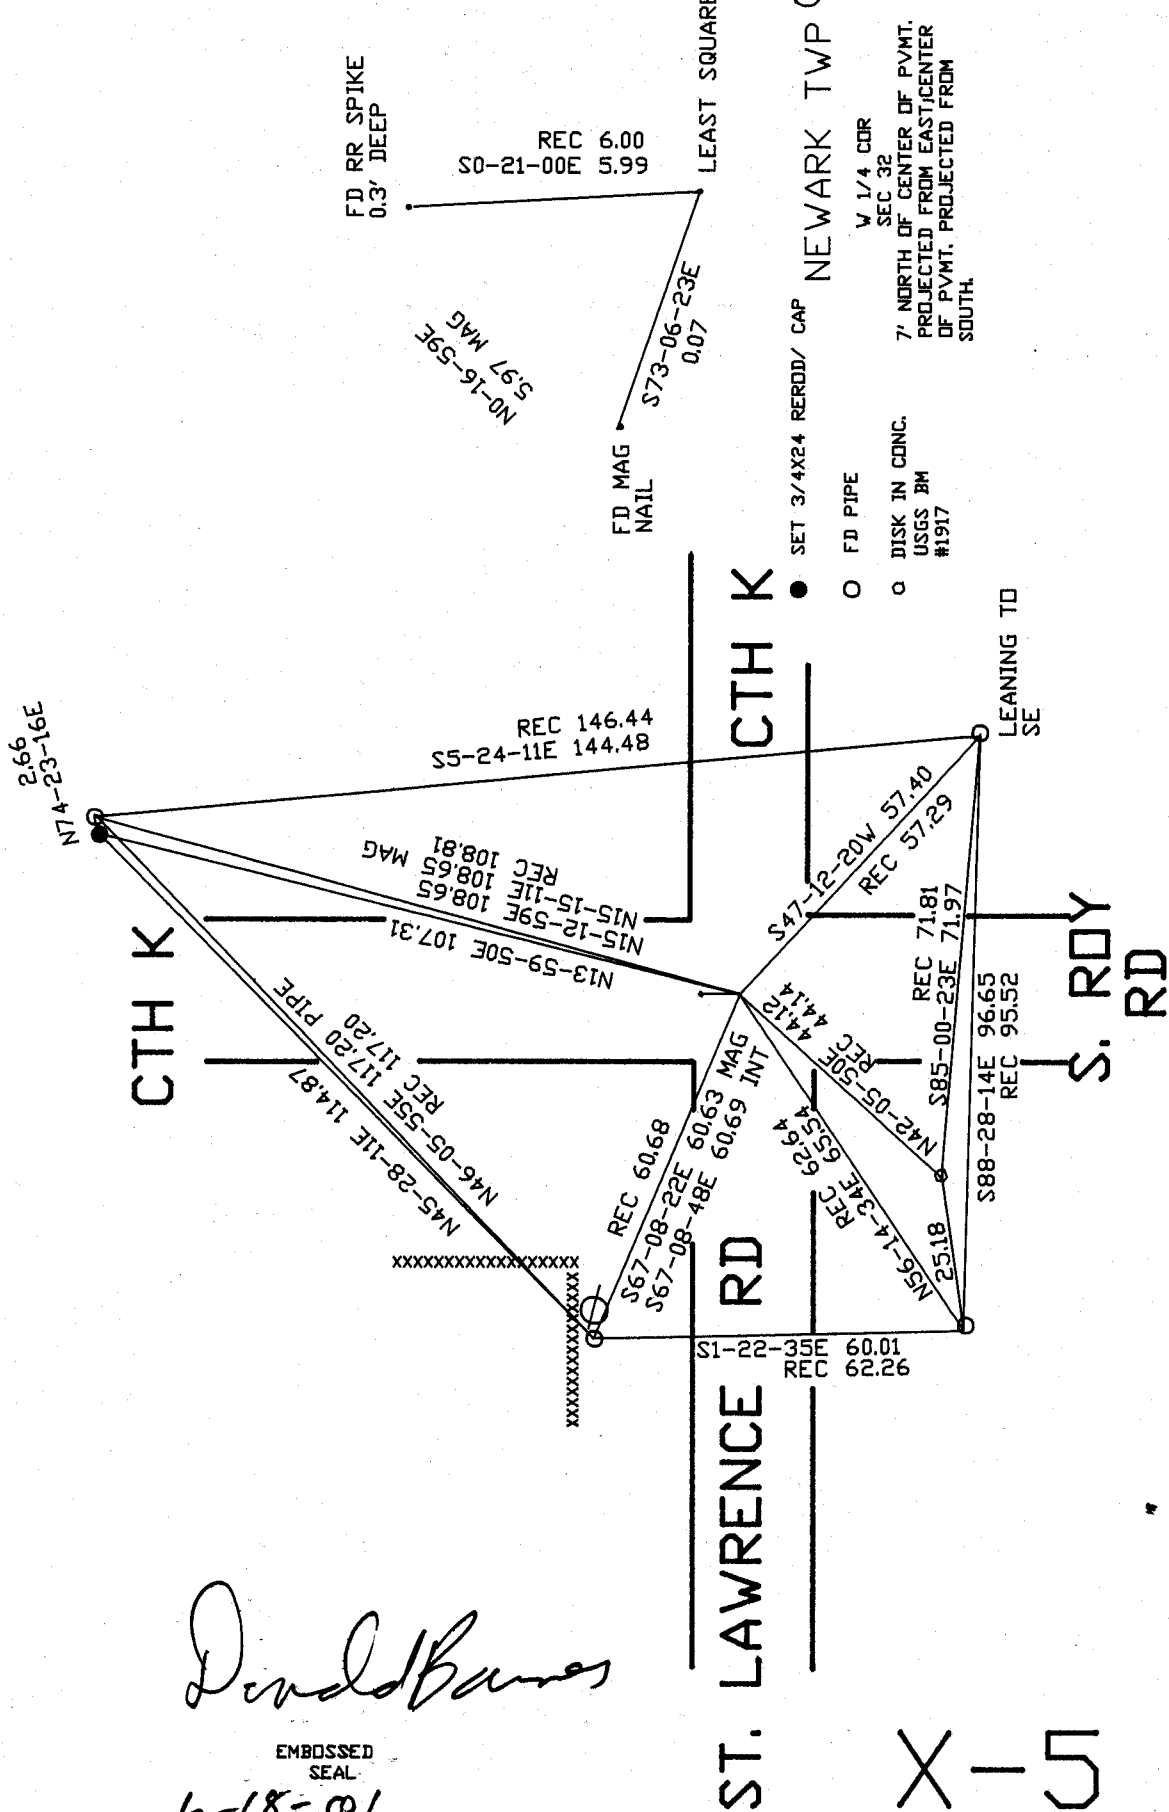 FD RR SPIKE
0.3' DEEP
REC 6.00
S0-21-00E 5.99
LEAST SQUARE
N0-16-59E
5.97 MAG
S73-06-23E
0.07
FD MAG
NAIL
NEWARK TWP
W 1/4 COR
SEC 32
7' NORTH OF CENTER OF PVMT.
PROJECTED FROM EAST;CENTER
OF PVMT. PROJECTED FROM
SOUTH.
SET 3/4X24 REROD/ CAP
FD PIPE
DISK IN CONC.
USGS BM
#1917
CTH K
LEANING TO
SE
2.66
N74-23-16E
REC 146.44
S5-24-11E 144.48
CTH K
N15-12-59E 108.65
N15-15-11E 108.65 MAG
REC 108.81
N13-59-50E 107.31
N46-05-55E 117.20 PIPE
REC 117.20
N45-28-11E 114.87
S47-12-20W 57.40
REC 57.29
REC 60.68
S67-08-22E 60.63 MAG
S67-08-48E 60.69 INT
N42-05-50E 44.12
REC 44.14
REC 62.64
N56-14-34E 65.54
REC 71.81
S85-00-23E 71.97
25.18
S88-28-14E 96.65
REC 95.52
S. ROY
RD
S1-22-35E 60.01
REC 62.26
xxxxxxxxxxxxxxxxxx
xxxxxxxxxxxxxxxxxx
ST. LAWRENCE RD
Donald Barnes
EMBOSSED
SEAL
X-5